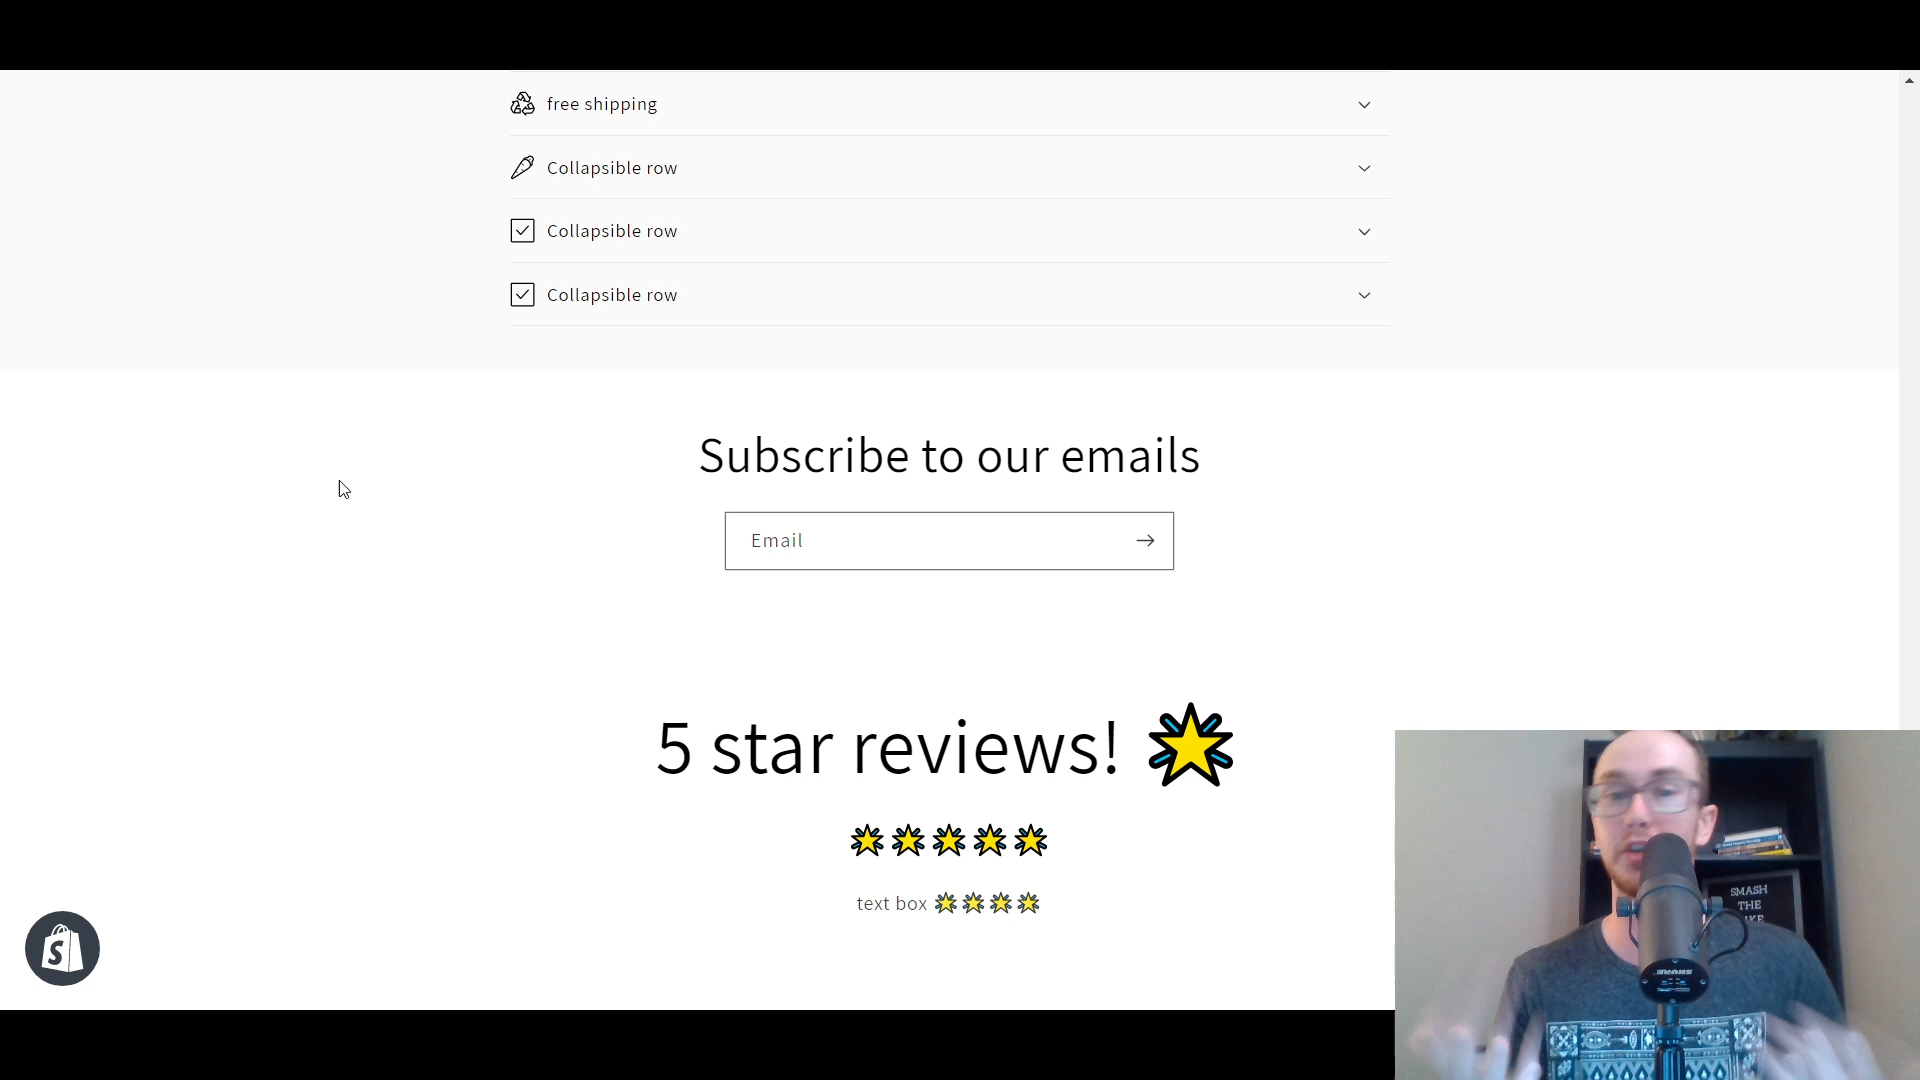 free shipping
Collapsible row
Collapsible row
Collapsible row
Subscribe to our emails
Email
5 star reviews! 🌟
🌟🌟🌟🌟🌟
text box 🌟🌟🌟🌟
S
SMASH
THE
SHURE